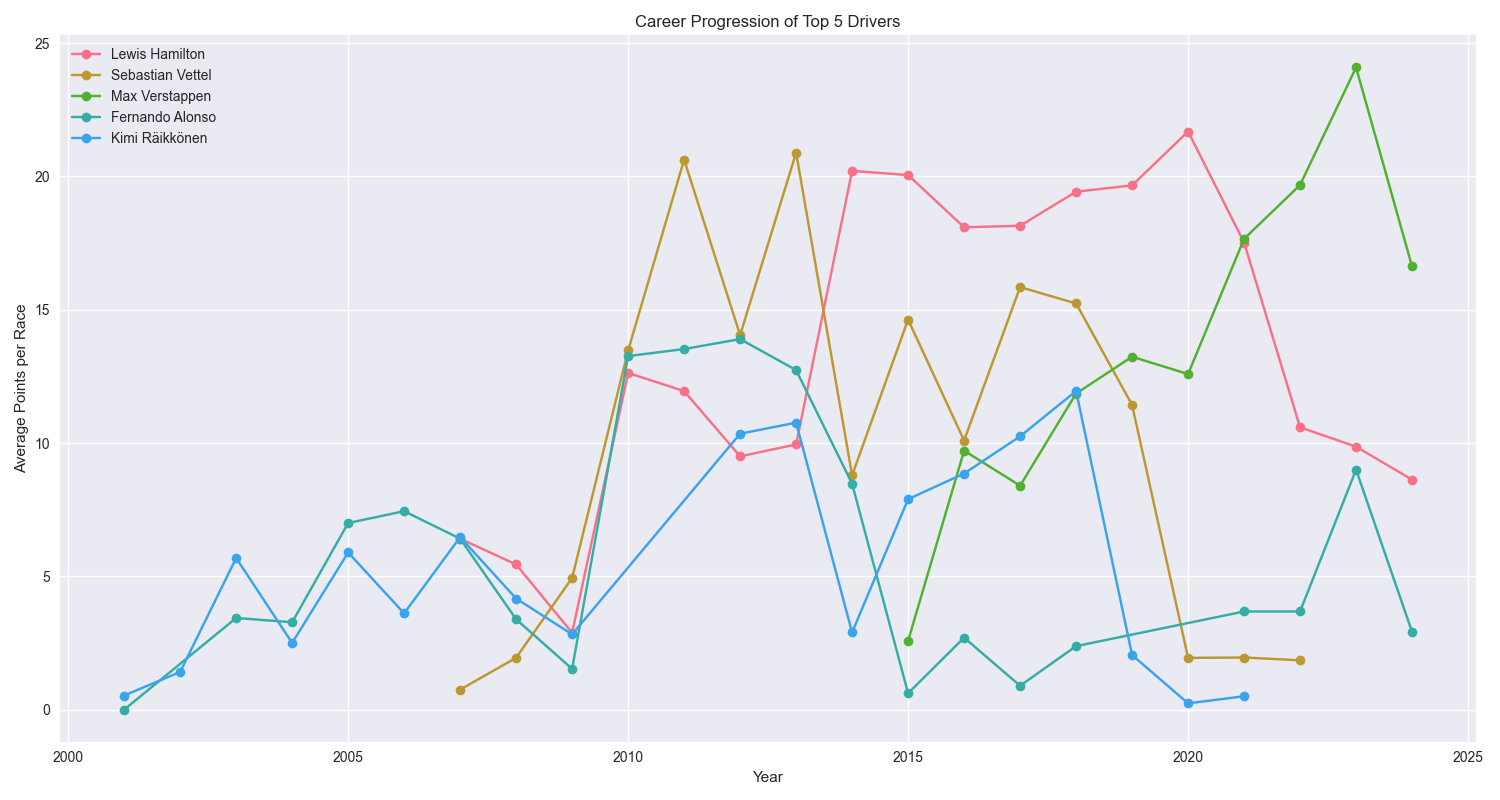 Career Progression of Top 5 Drivers
Lewis Hamilton
Sebastian Vettel
Max Verstappen
Fernando Alonso
Kimi Räikkönen
Average Points per Race
25
20
15
10
5
0
2000 2005 2010 2015 2020 2025
Year